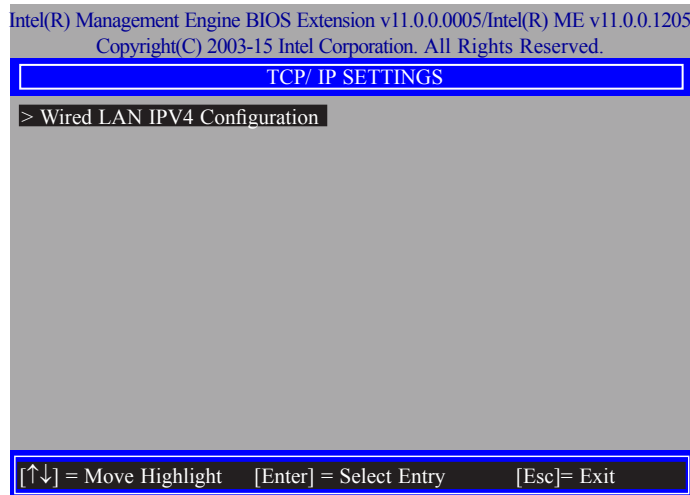 Intel(R) Management Engine BIOS Extension v11.0.0.0005/Intel(R) ME v11.0.0.1205
Copyright(C) 2003-15 Intel Corporation. All Rights Reserved.
TCP/ IP SETTINGS
> Wired LAN IPV4 Configuration
[↑↓] = Move Highlight [Enter] = Select Entry [Esc]= Exit